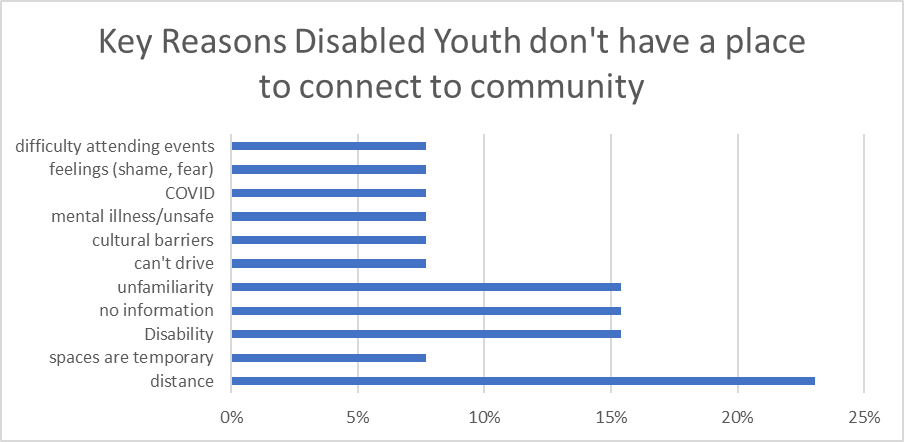 Key Reasons Disabled Youth don't have a place
to connect to community
difficulty attending events
feelings (shame, fear)
COVID
mental illness/unsafe
cultural barriers
can't drive
unfamiliarity
no information
Disability
spaces are temporary
distance
0% 5% 10% 15% 20% 25%